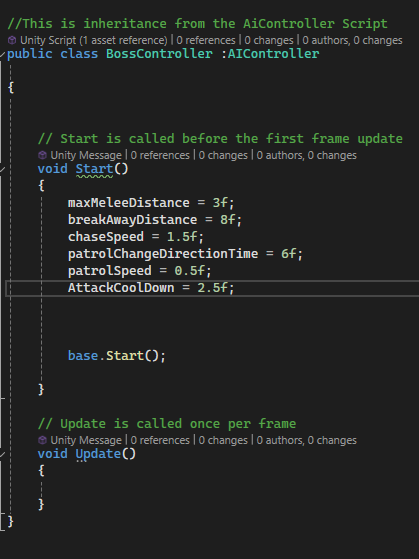 //This is inheritance from the AiController Script
Unity Script (1 asset reference) | 0 references | 0 changes | 0 authors, 0 changes
public class BossController :AIController
{
// Start is called before the first frame update
Unity Message | 0 references | 0 changes | 0 authors, 0 changes
void Start()
{
maxMeleeDistance = 3f;
breakAwayDistance = 8f;
chaseSpeed = 1.5f;
patrolChangeDirectionTime = 6f;
patrolSpeed = 0.5f;
AttackCoolDown = 2.5f;
base.Start();
}
// Update is called once per frame
Unity Message | 0 references | 0 changes | 0 authors, 0 changes
void Update()
{
}
}